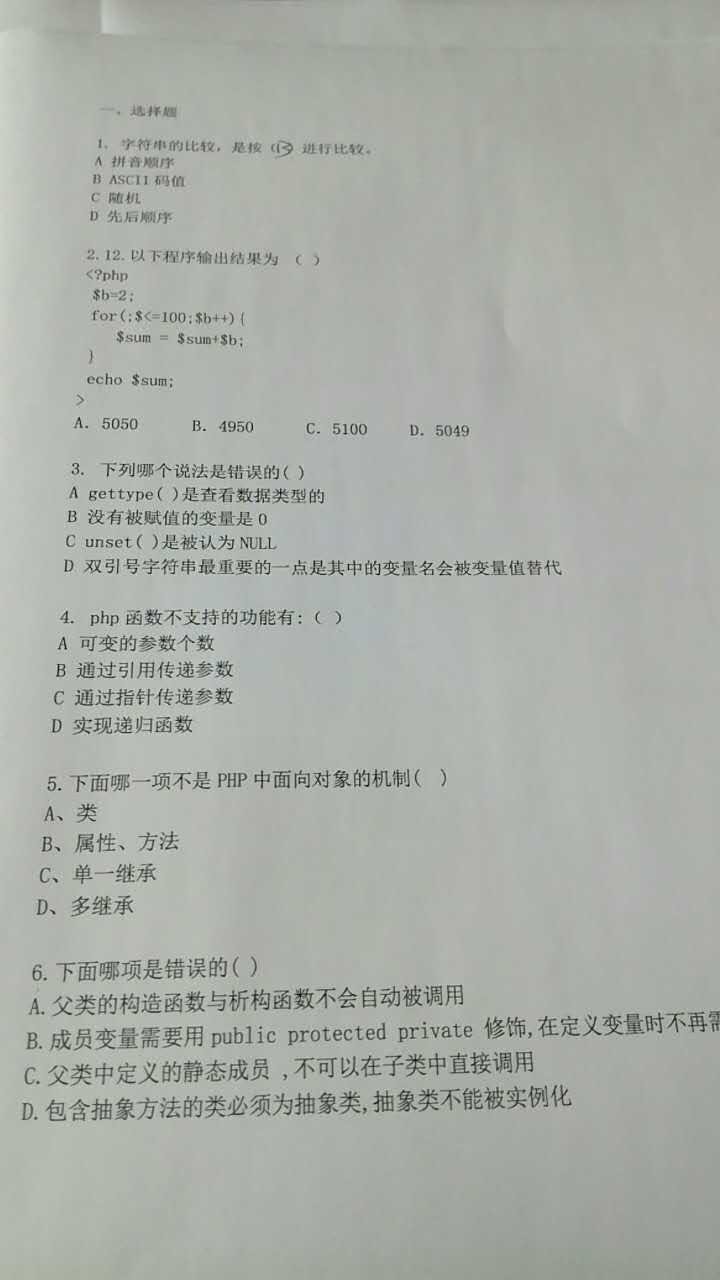 一、选择题
1. 字符串的比较，是按（B）进行比较。
A 拼音顺序
B ASCII 码值
C 随机
D 先后顺序
2.12.以下程序输出结果为 （ ）
<?php
$b=2;
for(;$<=100;$b++){
$sum = $sum+$b;
}
echo $sum;
>
A. 5050 B. 4950 C. 5100 D. 5049
3. 下列哪个说法是错误的( )
A gettype( )是查看数据类型的
B 没有被赋值的变量是 0
C unset( )是被认为 NULL
D 双引号字符串最重要的一点是其中的变量名会被变量值替代
4. php 函数不支持的功能有:（ ）
A 可变的参数个数
B 通过引用传递参数
C 通过指针传递参数
D 实现递归函数
5.下面哪一项不是 PHP 中面向对象的机制( )
A、类
B、属性、方法
C、单一继承
D、多继承
6.下面哪项是错误的( )
A.父类的构造函数与析构函数不会自动被调用
B.成员变量需要用 public protected private 修饰,在定义变量时不再需
C.父类中定义的静态成员 ,不可以在子类中直接调用
D.包含抽象方法的类必须为抽象类,抽象类不能被实例化